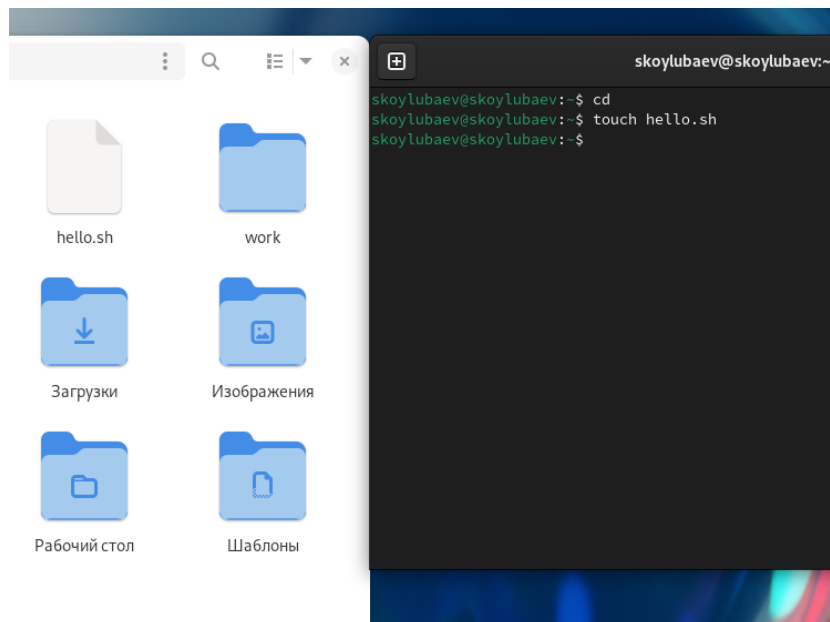 skoylubaev@skoylubaev:~
skoylubaev@skoylubaev:~$ cd
skoylubaev@skoylubaev:~$ touch hello.sh
skoylubaev@skoylubaev:~$
hello.sh
work
Загрузки
Изображения
Рабочий стол
Шаблоны